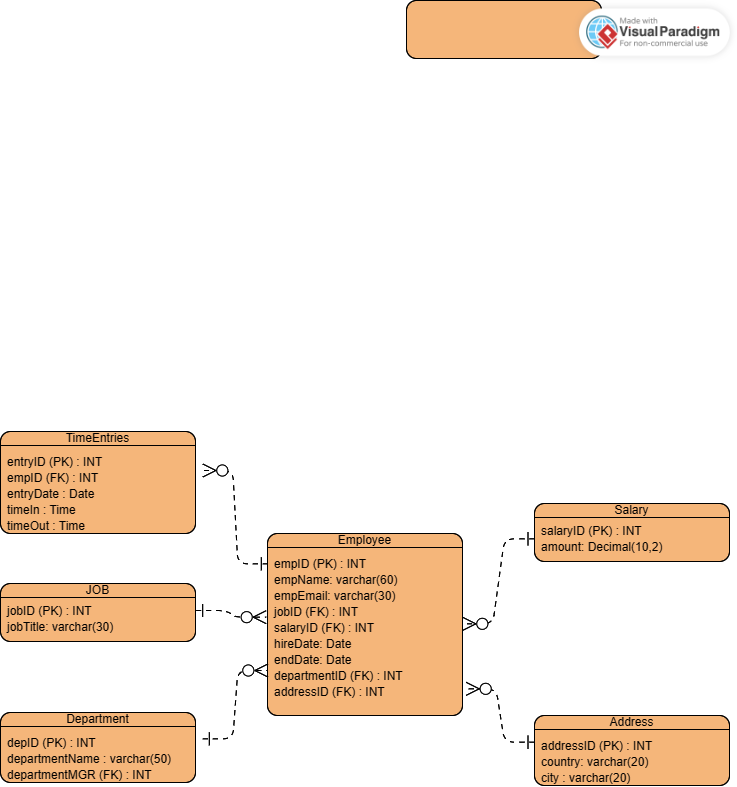 Made with
Visual Paradigm
For non-commercial use
TimeEntries
entryID (PK) : INT
empID (FK) : INT
entryDate : Date
timeIn : Time
timeOut : Time
JOB
jobID (PK) : INT
jobTitle: varchar(30)
Department
depID (PK) : INT
departmentName : varchar(50)
departmentMGR (FK) : INT
Employee
empID (PK) : INT
empName: varchar(60)
empEmail: varchar(30)
jobID (FK) : INT
salaryID (FK) : INT
hireDate: Date
endDate: Date
departmentID (FK) : INT
addressID (FK) : INT
Salary
salaryID (PK) : INT
amount: Decimal(10,2)
Address
addressID (PK) : INT
country: varchar(20)
city : varchar(20)